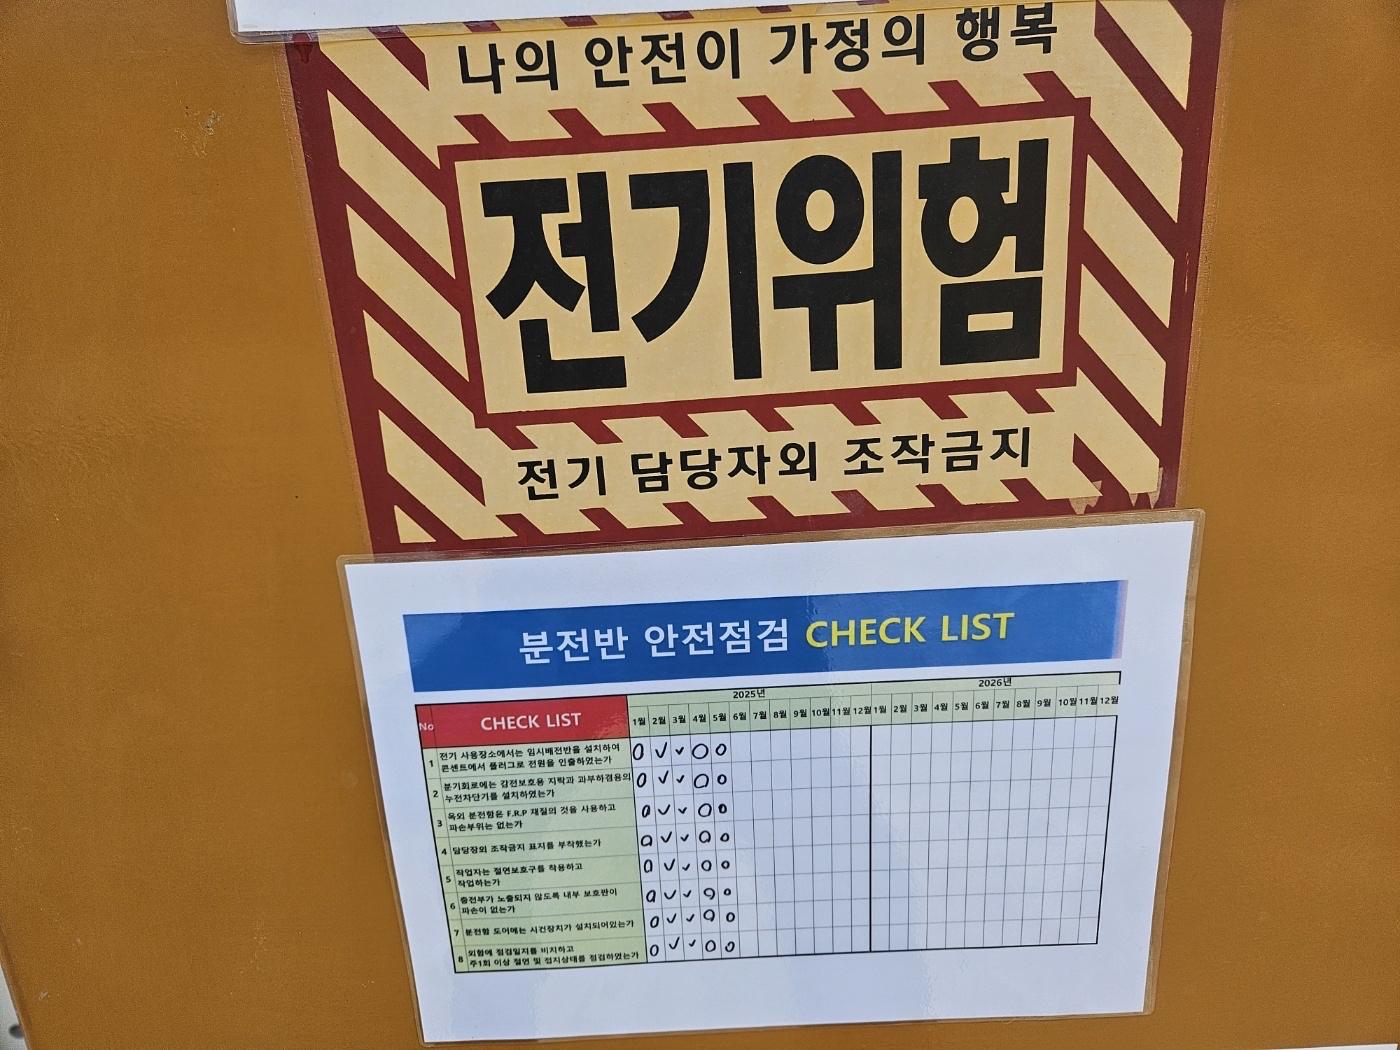 나의 안전이 가정의 행복
전기위험
전기 담당자외 조작금지
분전반 안전점검 CHECK LIST
2025년 2026년
No CHECK LIST 1월 2월 3월 4월 5월 6월 7월 8월 9월 10월 11월 12월 1월 2월 3월 4월 5월 6월 7월 8월 9월 10월 11월 12월
1 전기 사용장소에서는 임시배전반을 설치하여
콘센트에서 플러그로 전원을 인출하였는가
O ✓ ✓ O O
2 분기회로에는 감전보호용 지락과 과부하겸용의
누전차단기를 설치하였는가
O ✓ ✓ O O
3 옥외 분전함은 F.R.P 재질의 것을 사용하고
파손부위는 없는가
O ✓ ✓ O O
4 담당장외 조작금지 표지를 부착했는가
O ✓ ✓ O O
5 작업자는 절연보호구를 착용하고
작업하는가
O ✓ ✓ O O
6 충전부가 노출되지 않도록 내부 보호판이
파손이 없는가
O ✓ ✓ O O
7 분전함 도어에는 시건장치가 설치되어있는가
O ✓ ✓ O O
8 외함에 점검일지를 비치하고
주1회 이상 절연 및 접지상태를 점검하였는가
O ✓ ✓ O O